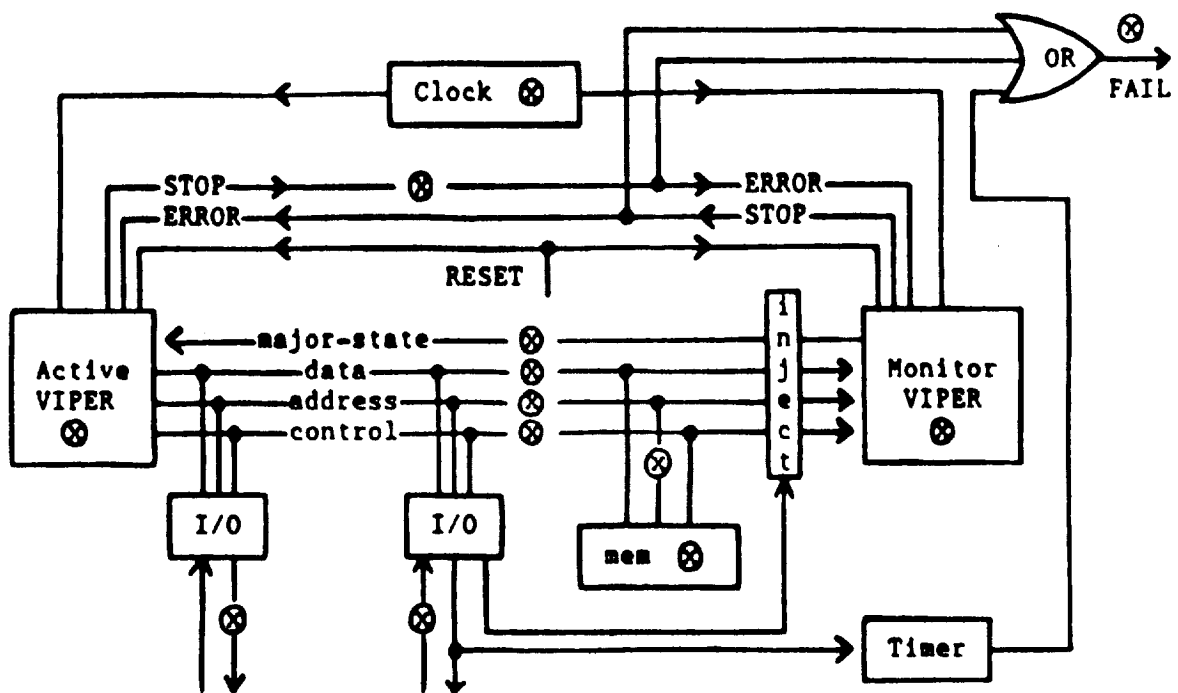 OR
Clock
FAIL
STOP
ERROR
ERROR
STOP
RESET
major-state
data
address
control
Active
VIPER
inject
Monitor
VIPER
I/O
I/O
mem
Timer